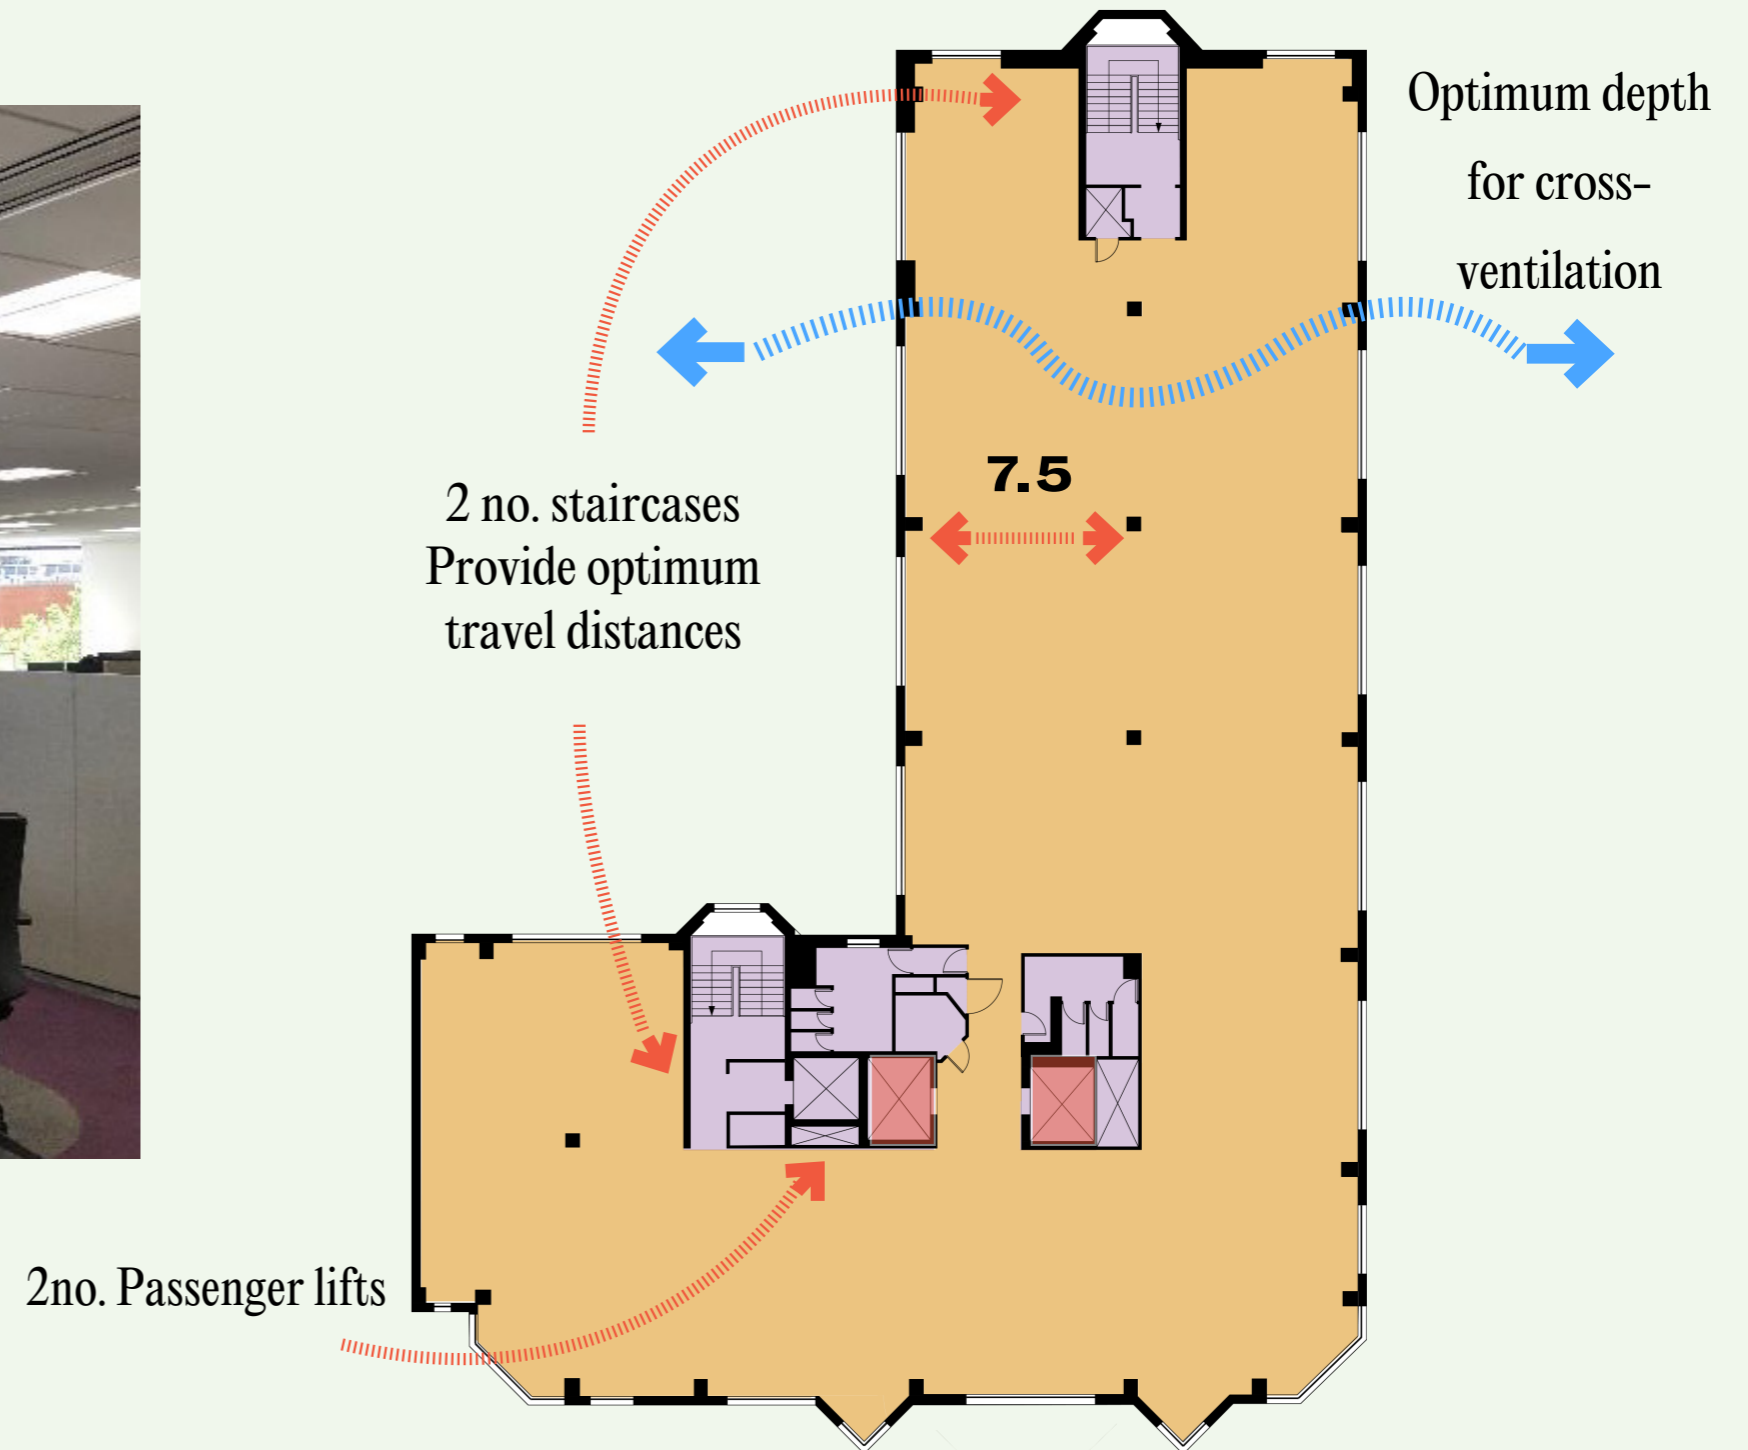 Optimum depth
for cross-
ventilation
7.5
2 no. staircases
Provide optimum
travel distances
2no. Passenger lifts